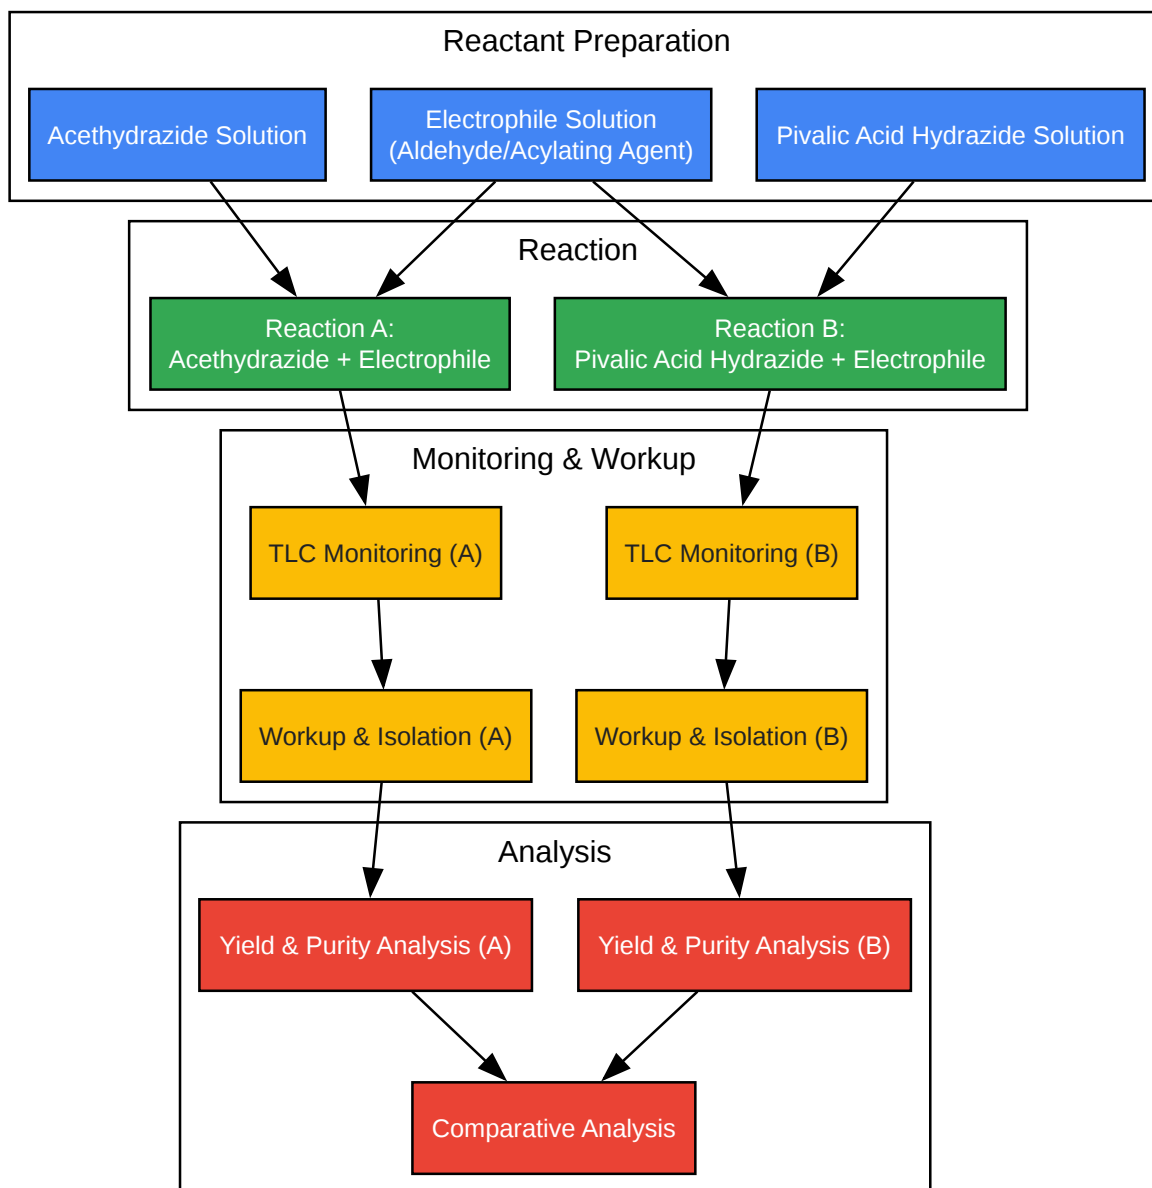 Reactant Preparation
Acethydrazide Solution
Electrophile Solution
(Aldehyde/Acylating Agent)
Pivalic Acid Hydrazide Solution
Reaction
Reaction A:
Acethydrazide + Electrophile
Reaction B:
Pivalic Acid Hydrazide + Electrophile
Monitoring & Workup
TLC Monitoring (A)
TLC Monitoring (B)
Workup & Isolation (A)
Workup & Isolation (B)
Analysis
Yield & Purity Analysis (A)
Yield & Purity Analysis (B)
Comparative Analysis